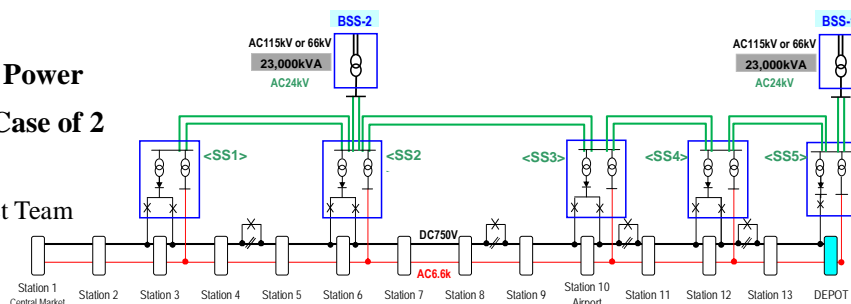 Power
Case of 2
t Team
BSS-2
AC115kV or 66kV
23,000kVA
AC24kV
BSS-
AC115kV or 66kV
23,000kVA
AC24kV
<SS1>
<SS2
<SS3>
<SS4>
<SS5>
DC750V
AC6.6k
Station 1
Central Market
Station 2
Station 3
Station 4
Station 5
Station 6
Station 7
Station 8
Station 9
Station 10
Airport
Station 11
Station 12
Station 13
DEPOT